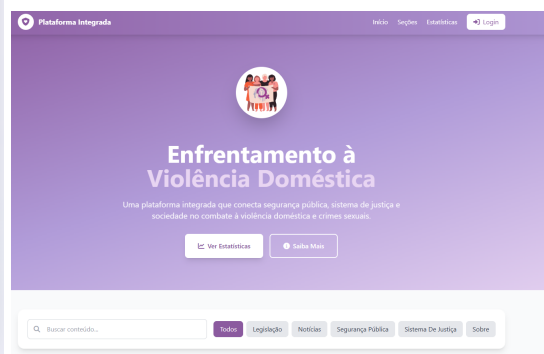 Plataforma Integrada
Início Seções Estatísticas Login
Enfrentamento à
Violência Doméstica
Uma plataforma integrada que conecta segurança pública, sistema de justiça e
sociedade no combate à violência doméstica e crimes sexuais.
Ver Estatísticas Saiba Mais
Buscar conteúdo... Todos Legislação Notícias Segurança Pública Sistema De Justiça Sobre